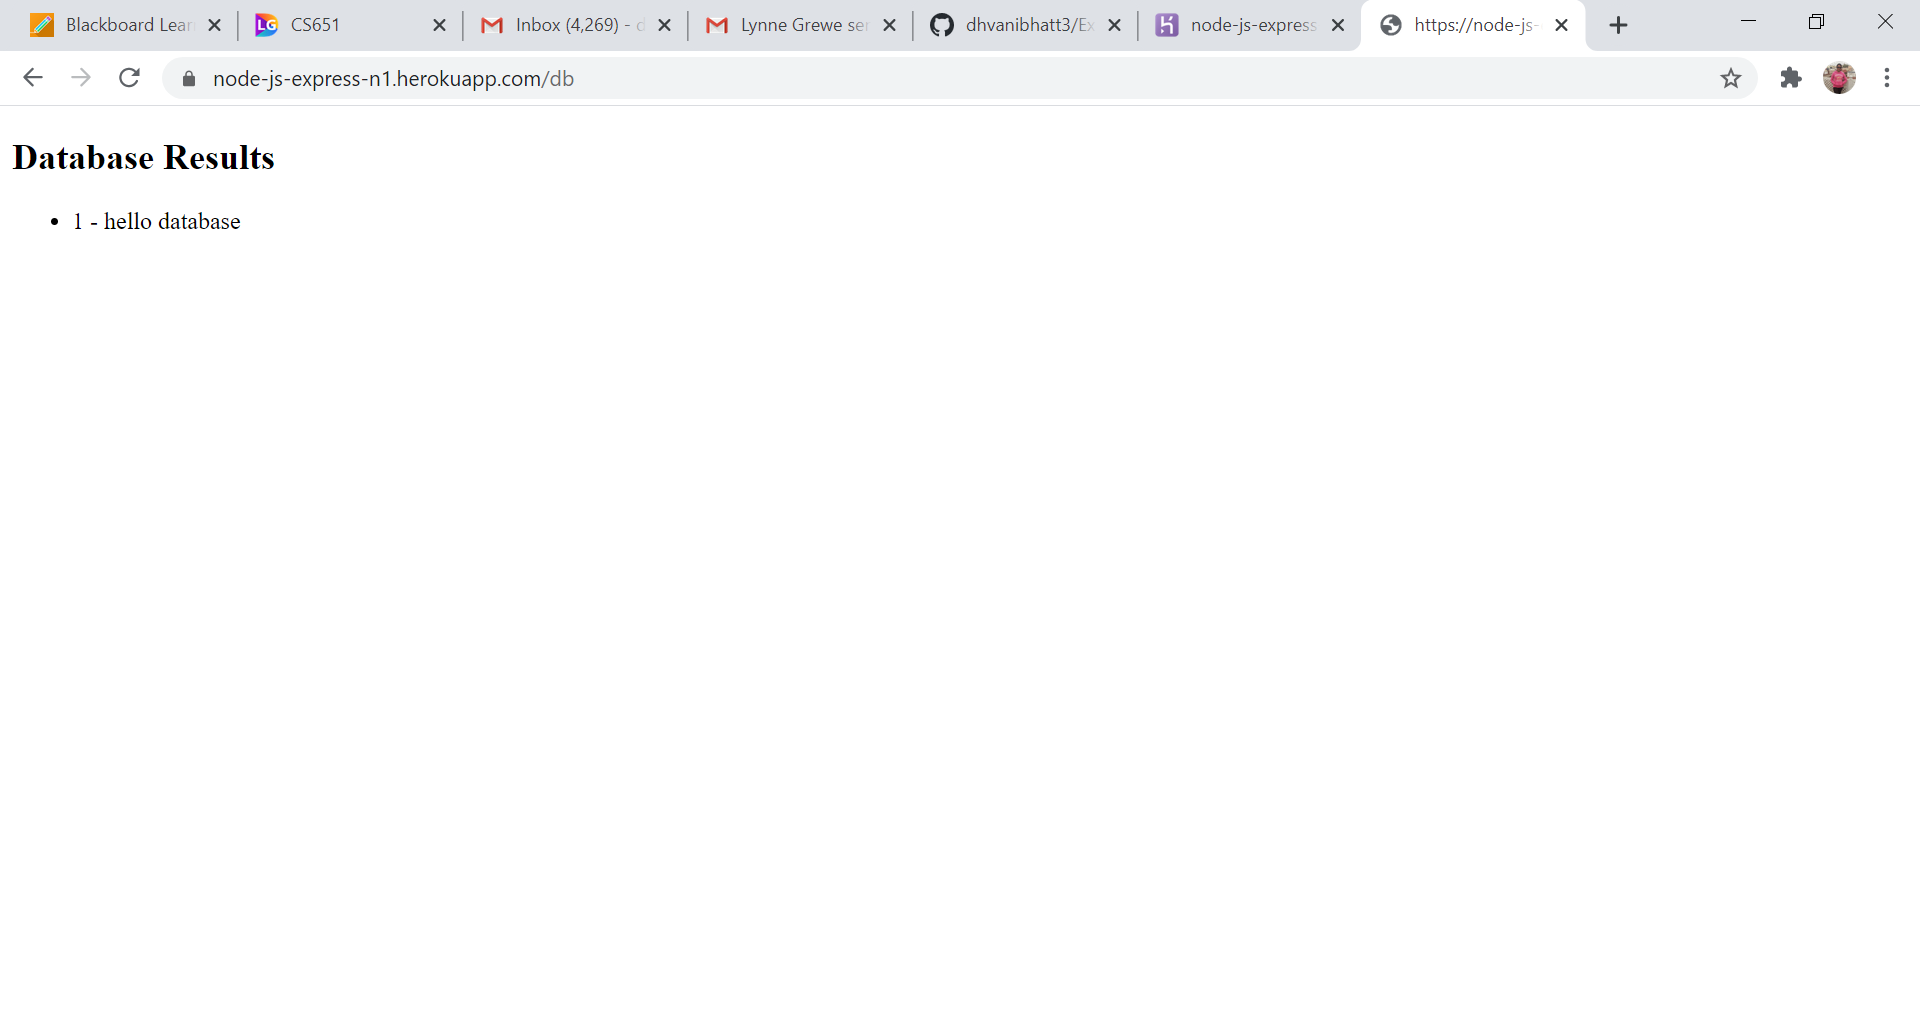 Blackboard Lear
CS651
Inbox (4,269) - d
Lynne Grewe ser
dhvanibhatt3/Ex
node-js-express
https://node-js-
node-js-express-n1.herokuapp.com/db
Database Results
• 1 - hello database